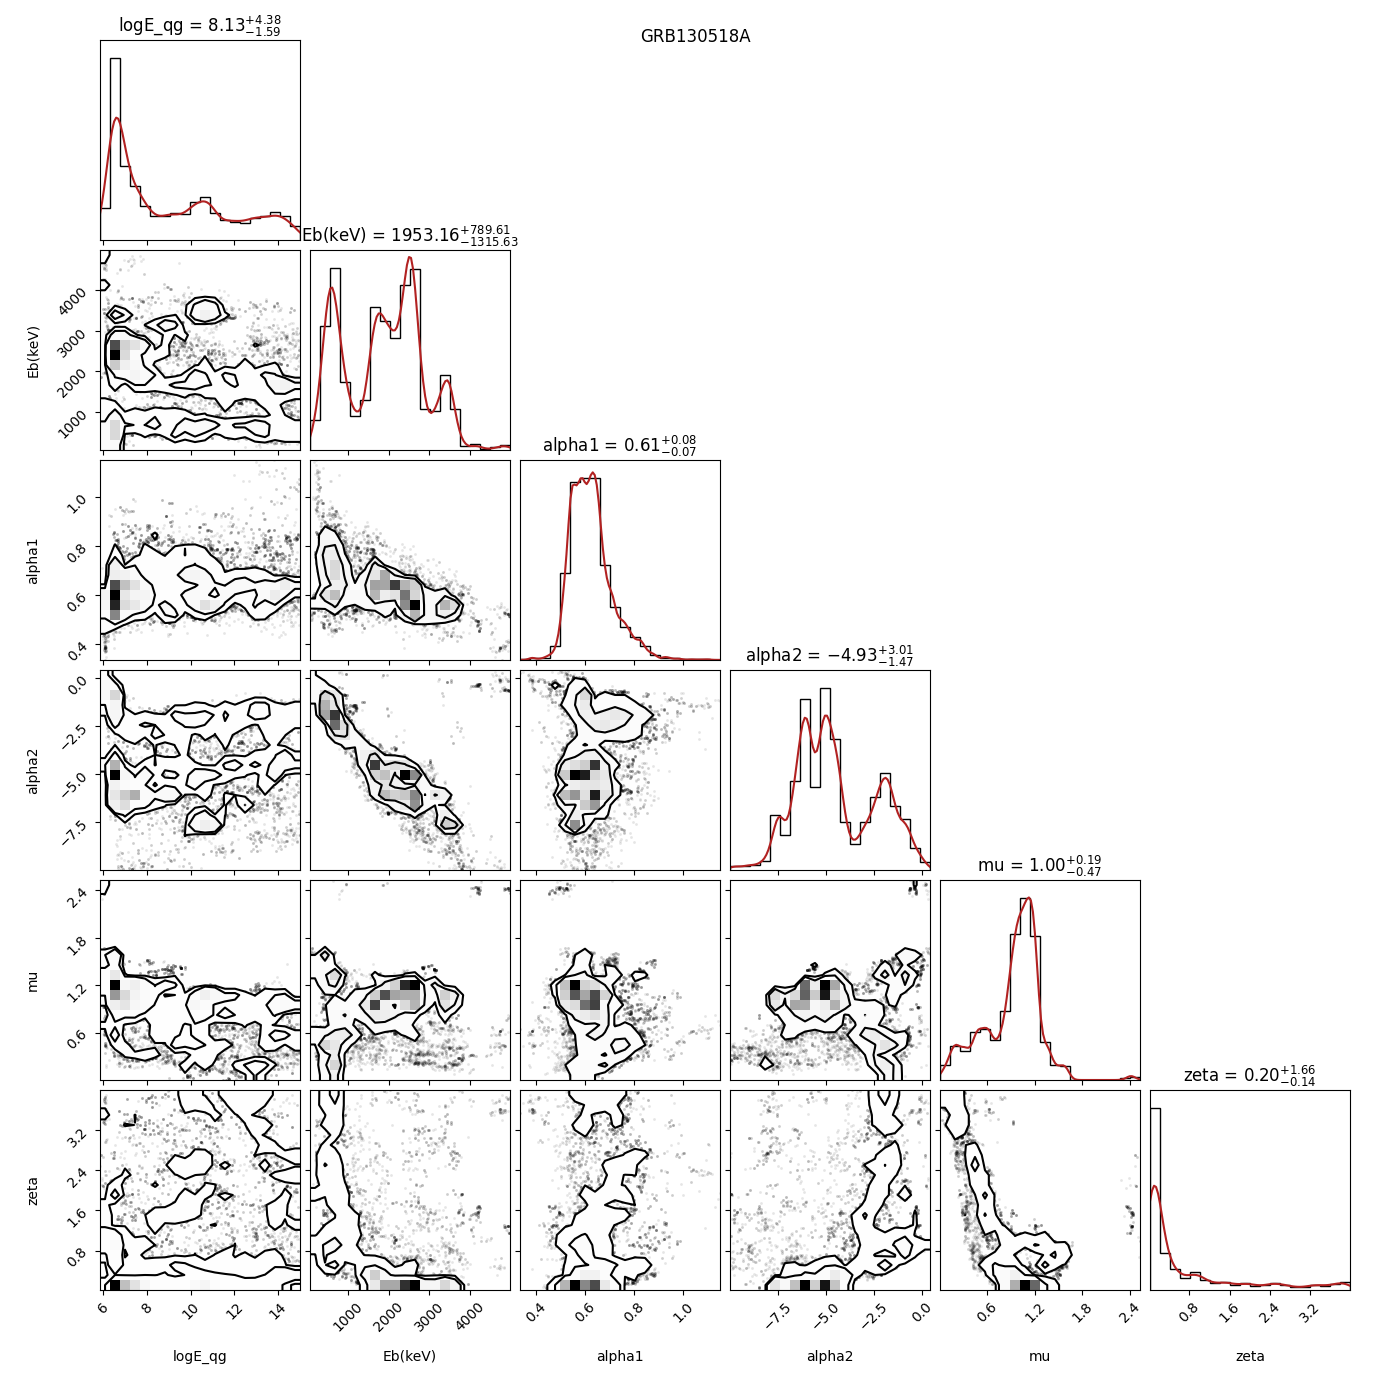 GRB130518A
logE_qg = 8.13+4.38−1.59
Eb(keV) = 1953.16+789.61−1315.63
Eb(keV)
4000
3000
2000
1000
alpha1 = 0.61+0.08−0.07
alpha1
1.0
0.8
0.6
0.4
alpha2 = −4.93+3.01−1.47
alpha2
0.0
−2.5
−5.0
−7.5
mu = 1.00+0.19−0.47
mu
2.4
1.8
1.2
0.6
zeta = 0.20+1.66−0.14
zeta
3.2
2.4
1.6
0.8
6 8 10 12 14
1000 2000 3000 4000
0.4 0.6 0.8 1.0
−7.5 −5.0 −2.5 0.0
0.6 1.2 1.8 2.4
0.8 1.6 2.4 3.2
logE_qg
Eb(keV)
alpha1
alpha2
mu
zeta